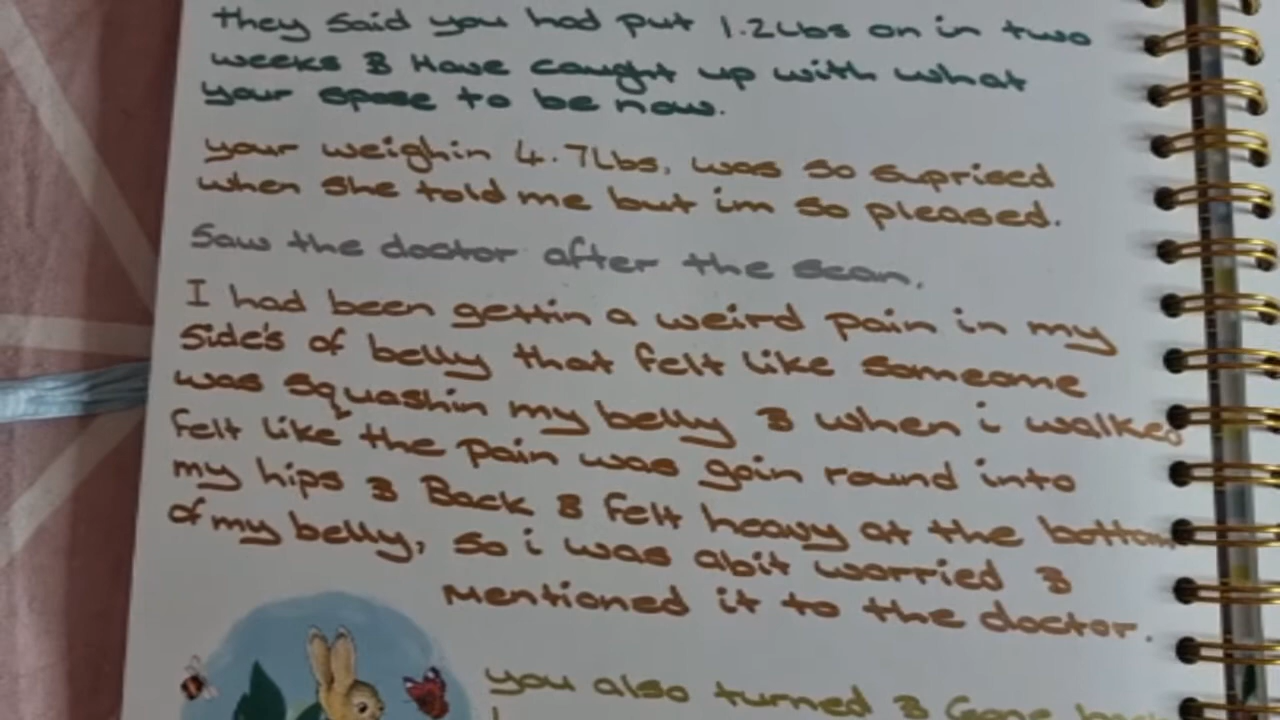 they said you had put 1.2Lbs on in two
weeks & Have caught up with what
your spose to be now.
your weighin 4.7Lbs, was so suprised
when she told me but im so pleased.
Saw the doctor after the scan,
I had been gettin a weird pain in my
side's of belly that felt like someone
was squashin my belly & when i walked
felt like the pain was goin round into
my hips & Back & felt heavy at the bottom
of my belly, so i was abit worried &
mentioned it to the doctor.
you also turned & Gone